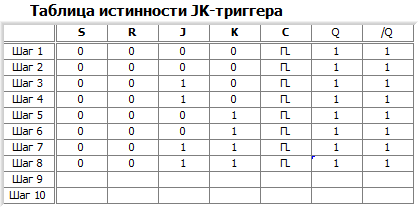 Таблица истинности JK-триггера
S R J K C Q /Q
Шаг 1 0 0 0 0 ⎍ 1 1
Шаг 2 0 0 0 0 ⎍ 1 1
Шаг 3 0 0 1 0 ⎍ 1 1
Шаг 4 0 0 1 0 ⎍ 1 1
Шаг 5 0 0 0 1 ⎍ 1 1
Шаг 6 0 0 0 1 ⎍ 1 1
Шаг 7 0 0 1 1 ⎍ 1 1
Шаг 8 0 0 1 1 ⎍ 1 1
Шаг 9
Шаг 10